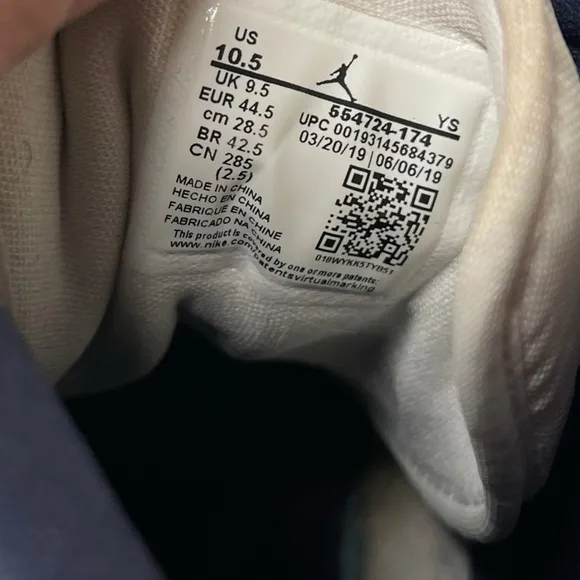 US
10.5
UK 9.5
EUR 44.5
cm 28.5
BR 42.5
CN 285
(2.5)
554724-174 YS
UPC 00193145684379
03/20/19 | 06/06/19
MADE IN CHINA
HECHO EN CHINA
FABRIQUE EN CHINE
FABRICADO NA CHINA
This product is covered by one or more patents:
www.nike.com/patentsvirtualmarking